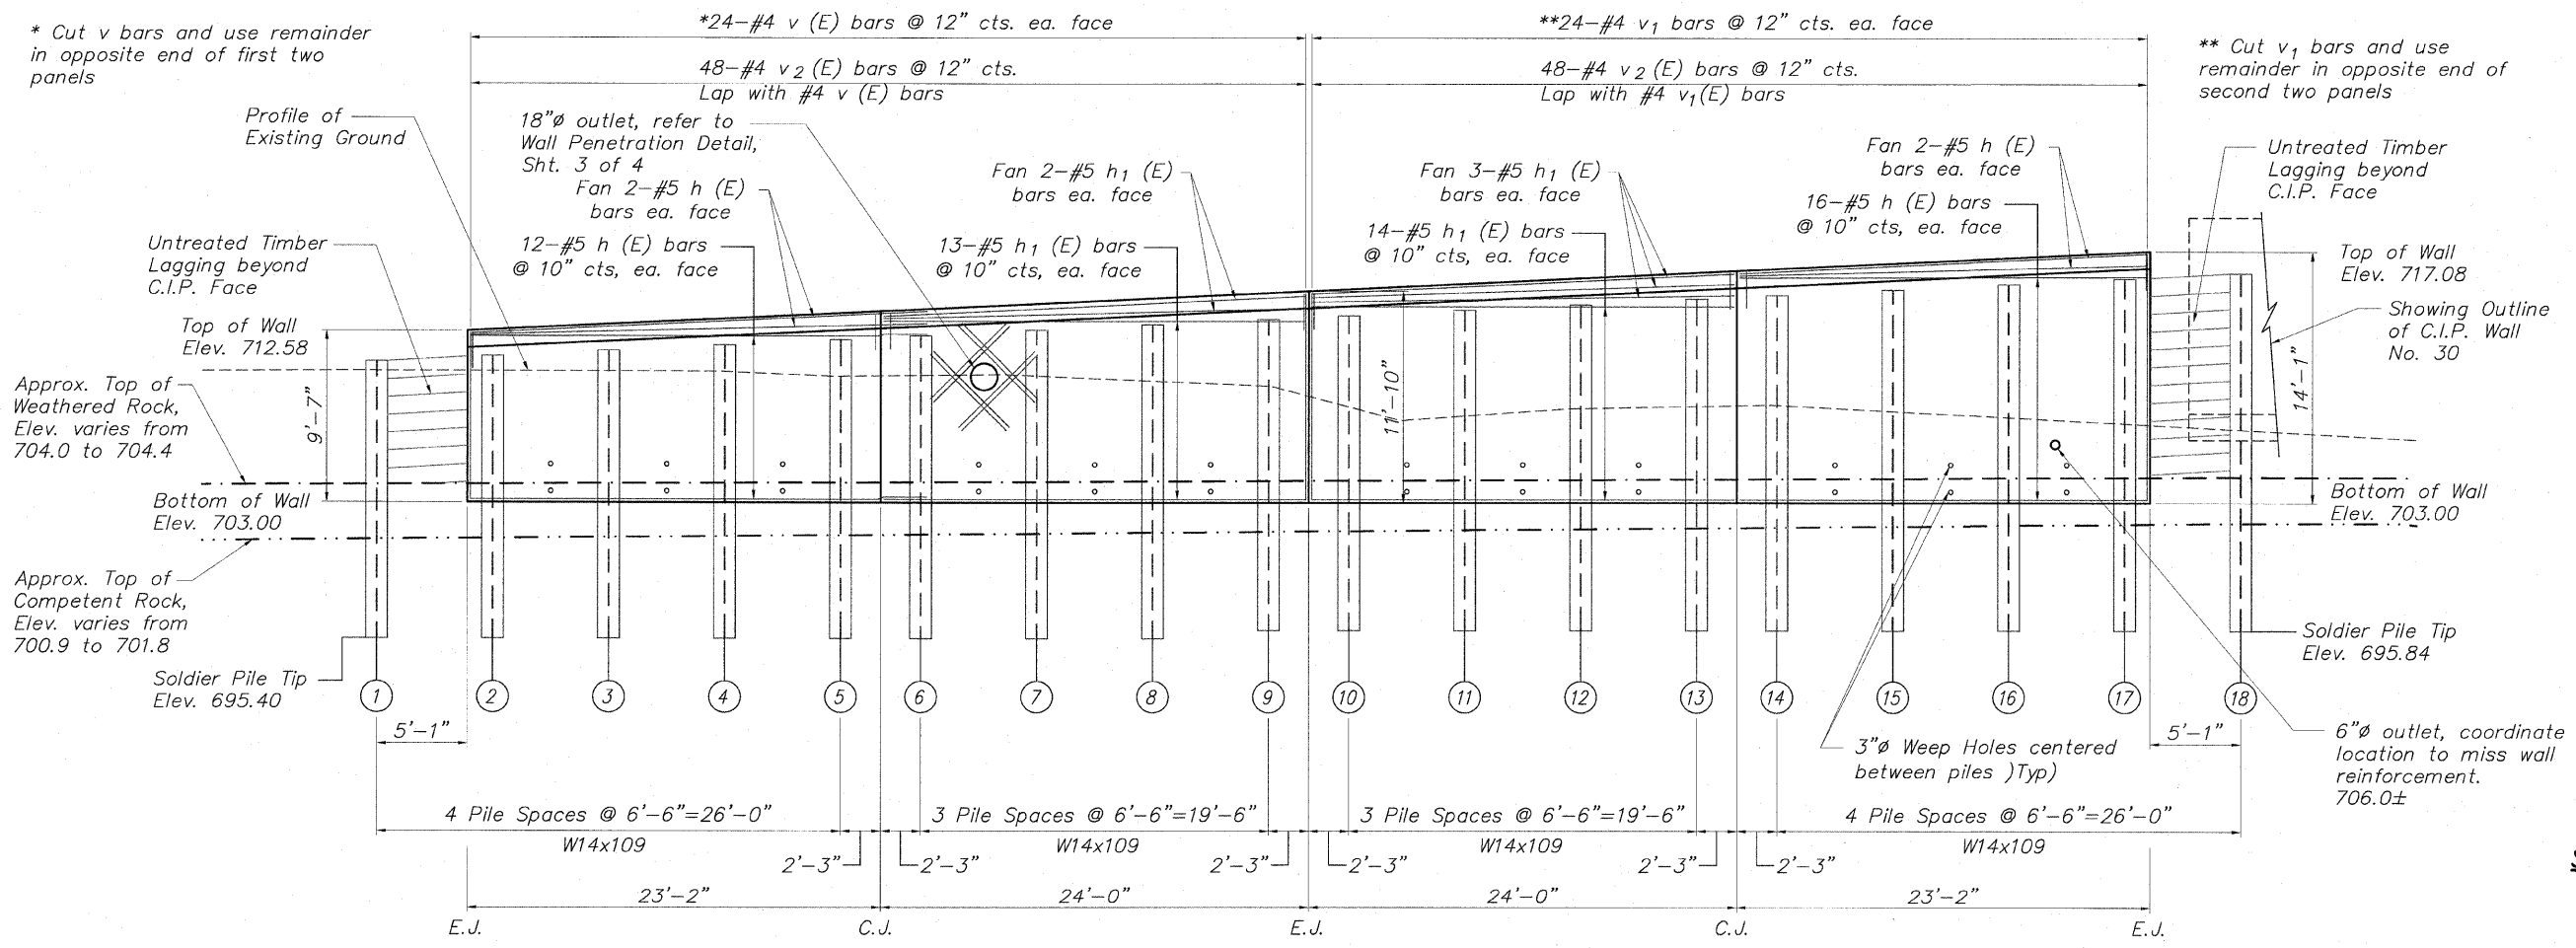 * Cut v bars and use remainder
in opposite end of first two
panels
*24-#4 v (E) bars @ 12" cts. ea. face
**24-#4 v1 bars @ 12" cts. ea. face
** Cut v1 bars and use
remainder in opposite end of
second two panels
48-#4 v2 (E) bars @ 12" cts.
Lap with #4 v (E) bars
48-#4 v2 (E) bars @ 12" cts.
Lap with #4 v1(E) bars
Profile of
Existing Ground
18"ø outlet, refer to
Wall Penetration Detail,
Sht. 3 of 4
Fan 2-#5 h (E)
bars ea. face
Fan 2-#5 h1 (E)
bars ea. face
Fan 3-#5 h1 (E)
bars ea. face
Fan 2-#5 h (E)
bars ea. face
Untreated Timber
Lagging beyond
C.I.P. Face
Untreated Timber
Lagging beyond
C.I.P. Face
12-#5 h (E) bars
@ 10" cts, ea. face
13-#5 h1 (E) bars
@ 10" cts, ea. face
14-#5 h1 (E) bars
@ 10" cts, ea. face
16-#5 h (E) bars
@ 10" cts, ea. face
Top of Wall
Elev. 717.08
Showing Outline
of C.I.P. Wall
No. 30
Top of Wall
Elev. 712.58
Approx. Top of
Weathered Rock,
Elev. varies from
704.0 to 704.4
9'-7"
11'-10"
14'-1"
Bottom of Wall
Elev. 703.00
Bottom of Wall
Elev. 703.00
Approx. Top of
Competent Rock,
Elev. varies from
700.9 to 701.8
Soldier Pile Tip
Elev. 695.40
Soldier Pile Tip
Elev. 695.84
1
2
3
4
5
6
7
8
9
10
11
12
13
14
15
16
17
18
5'-1"
5'-1"
3"ø Weep Holes centered
between piles )Typ)
6"ø outlet, coordinate
location to miss wall
reinforcement.
706.0±
4 Pile Spaces @ 6'-6"=26'-0"
W14x109
3 Pile Spaces @ 6'-6"=19'-6"
W14x109
3 Pile Spaces @ 6'-6"=19'-6"
W14x109
4 Pile Spaces @ 6'-6"=26'-0"
W14x109
2'-3"
2'-3"
2'-3"
2'-3"
2'-3"
2'-3"
23'-2"
24'-0"
24'-0"
23'-2"
E.J.
C.J.
E.J.
C.J.
E.J.